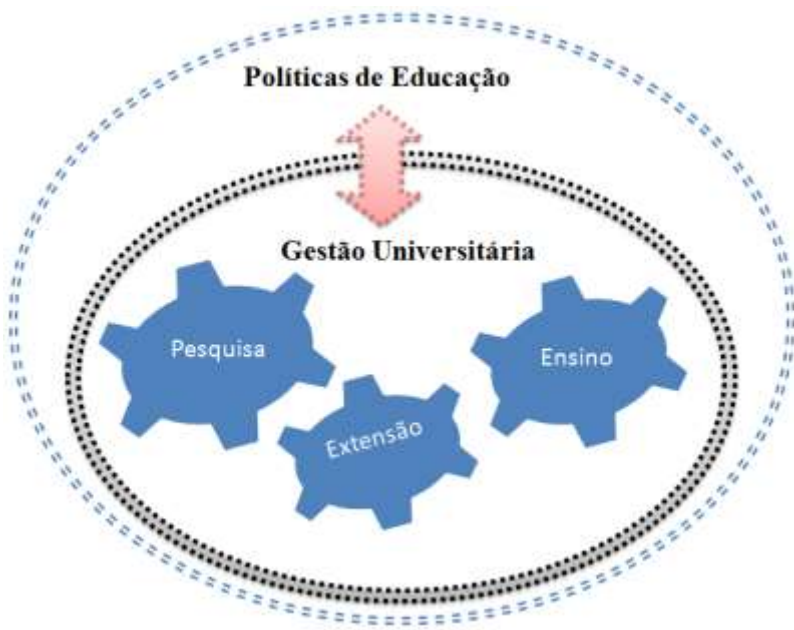 Políticas de Educação
Gestão Universitária
Pesquisa
Ensino
Extensão